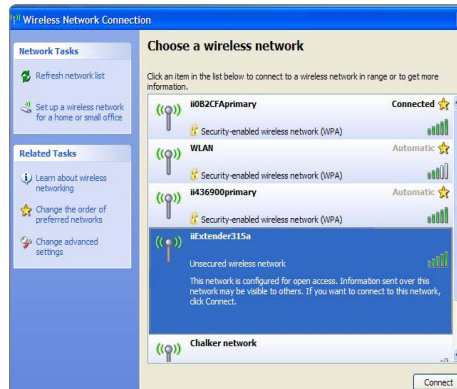 Wireless Network Connection
Network Tasks
Refresh network list
Set up a wireless network
for a home or small office
Related Tasks
Learn about wireless
networking
Change the order of
preferred networks
Change advanced
settings
Choose a wireless network
Click an item in the list below to connect to a wireless network in range or to get more
information.
ii0B2CFAprimary Connected
Security-enabled wireless network (WPA)
WLAN Automatic
Security-enabled wireless network (WPA)
ii436900primary Automatic
Security-enabled wireless network (WPA)
iiExtender315a
Unsecured wireless network
This network is configured for open access. Information sent over this
network may be visible to others. If you want to connect to this network,
click Connect.
Chalker network
Connect